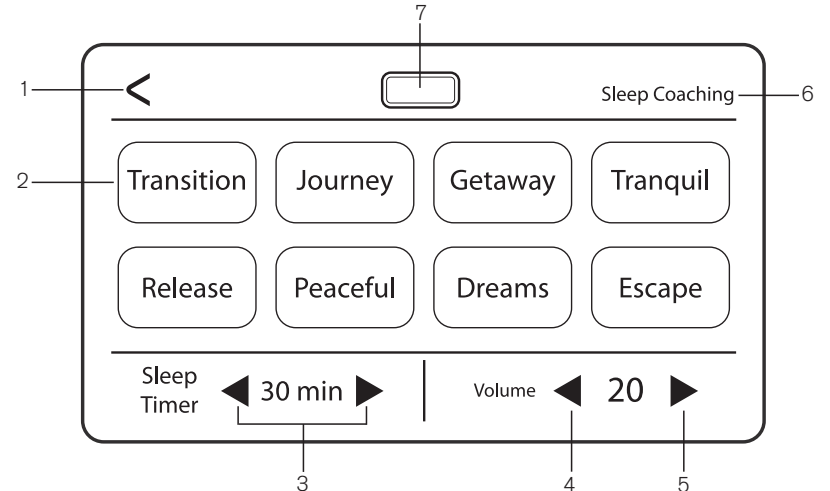 7
1
<
Sleep Coaching
6
2
Transition
Journey
Getaway
Tranquil
Release
Peaceful
Dreams
Escape
Sleep
Timer
30 min
Volume
20
3
4
5